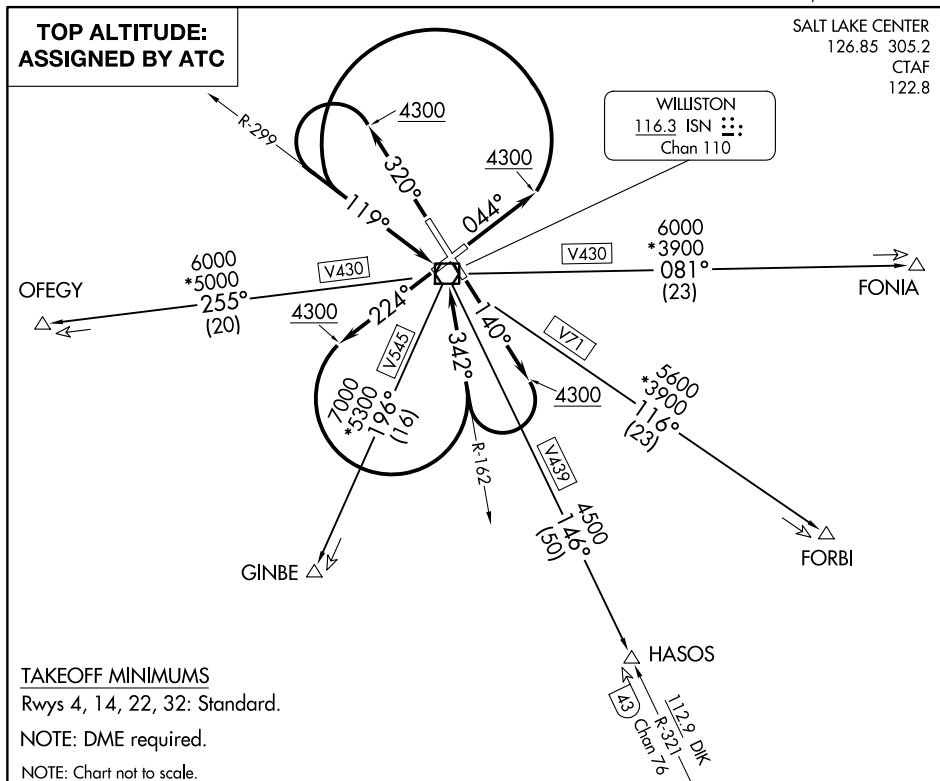 TOP ALTITUDE:
ASSIGNED BY ATC
SALT LAKE CENTER
126.85 305.2
CTAF
122.8
WILLISTON
116.3 ISN
Chan 110
R-299
4300
320°
119°
4300
044°
6000
*3900
V430
081°
(23)
FONIA
6000
*5000
V430
255°
(20)
OFEGY
4300
224°
V545
7000
*5300
196°
(16)
GINBE
342°
R-162
140°
4300
V71
5600
*3900
116°
(23)
FORBI
V439
4500
146°
(50)
HASOS
43
112.9 DIK
R-321
Chan 76
TAKEOFF MINIMUMS
Rwys 4, 14, 22, 32: Standard.
NOTE: DME required.
NOTE: Chart not to scale.